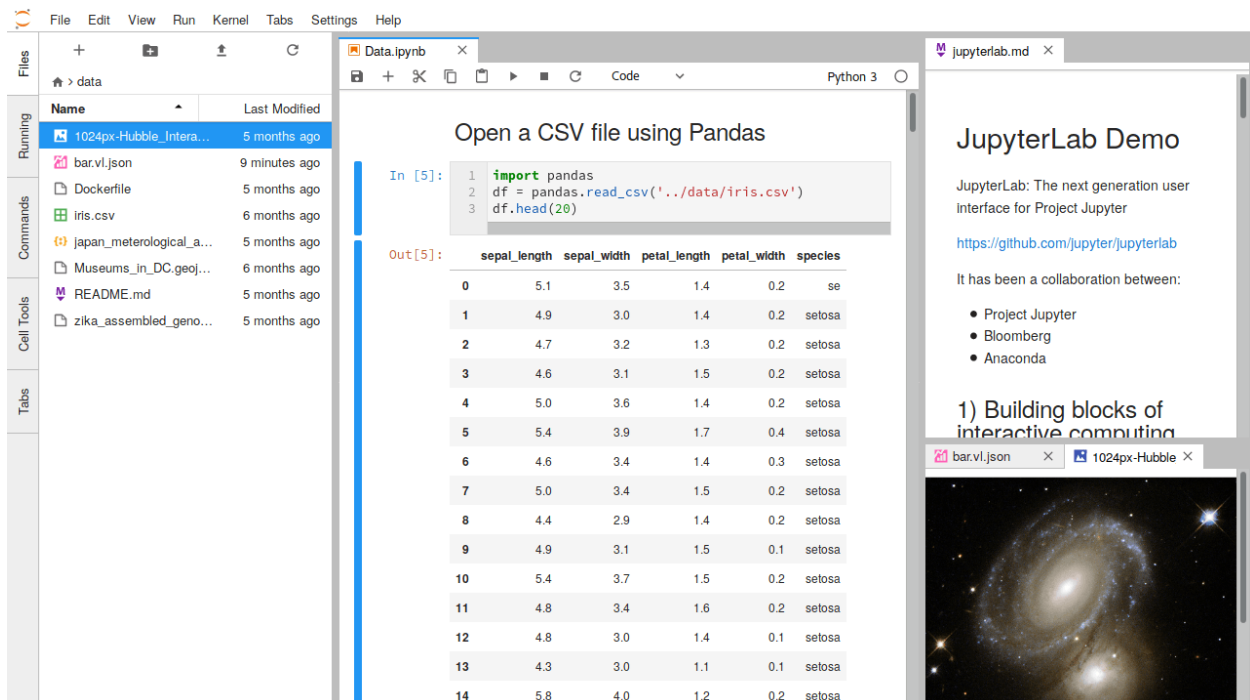 File Edit View Run Kernel Tabs Settings Help
Files
Running
Commands
Cell Tools
Tabs
> data
Name Last Modified
1024px-Hubble_Intera... 5 months ago
bar.vl.json 9 minutes ago
Dockerfile 5 months ago
iris.csv 6 months ago
japan_meterological_a... 5 months ago
Museums_in_DC.geoj... 6 months ago
README.md 5 months ago
zika_assembled_geno... 5 months ago
Data.ipynb
Code Python 3
Open a CSV file using Pandas
In [5]:
1 import pandas
2 df = pandas.read_csv('../data/iris.csv')
3 df.head(20)
Out[5]:
sepal_length sepal_width petal_length petal_width species
0 5.1 3.5 1.4 0.2 se
1 4.9 3.0 1.4 0.2 setosa
2 4.7 3.2 1.3 0.2 setosa
3 4.6 3.1 1.5 0.2 setosa
4 5.0 3.6 1.4 0.2 setosa
5 5.4 3.9 1.7 0.4 setosa
6 4.6 3.4 1.4 0.3 setosa
7 5.0 3.4 1.5 0.2 setosa
8 4.4 2.9 1.4 0.2 setosa
9 4.9 3.1 1.5 0.1 setosa
10 5.4 3.7 1.5 0.2 setosa
11 4.8 3.4 1.6 0.2 setosa
12 4.8 3.0 1.4 0.1 setosa
13 4.3 3.0 1.1 0.1 setosa
14 5.8 4.0 1.2 0.2 setosa
jupyterlab.md
JupyterLab Demo
JupyterLab: The next generation user
interface for Project Jupyter
https://github.com/jupyter/jupyterlab
It has been a collaboration between:
• Project Jupyter
• Bloomberg
• Anaconda
1) Building blocks of
interactive computing
bar.vl.json
1024px-Hubble